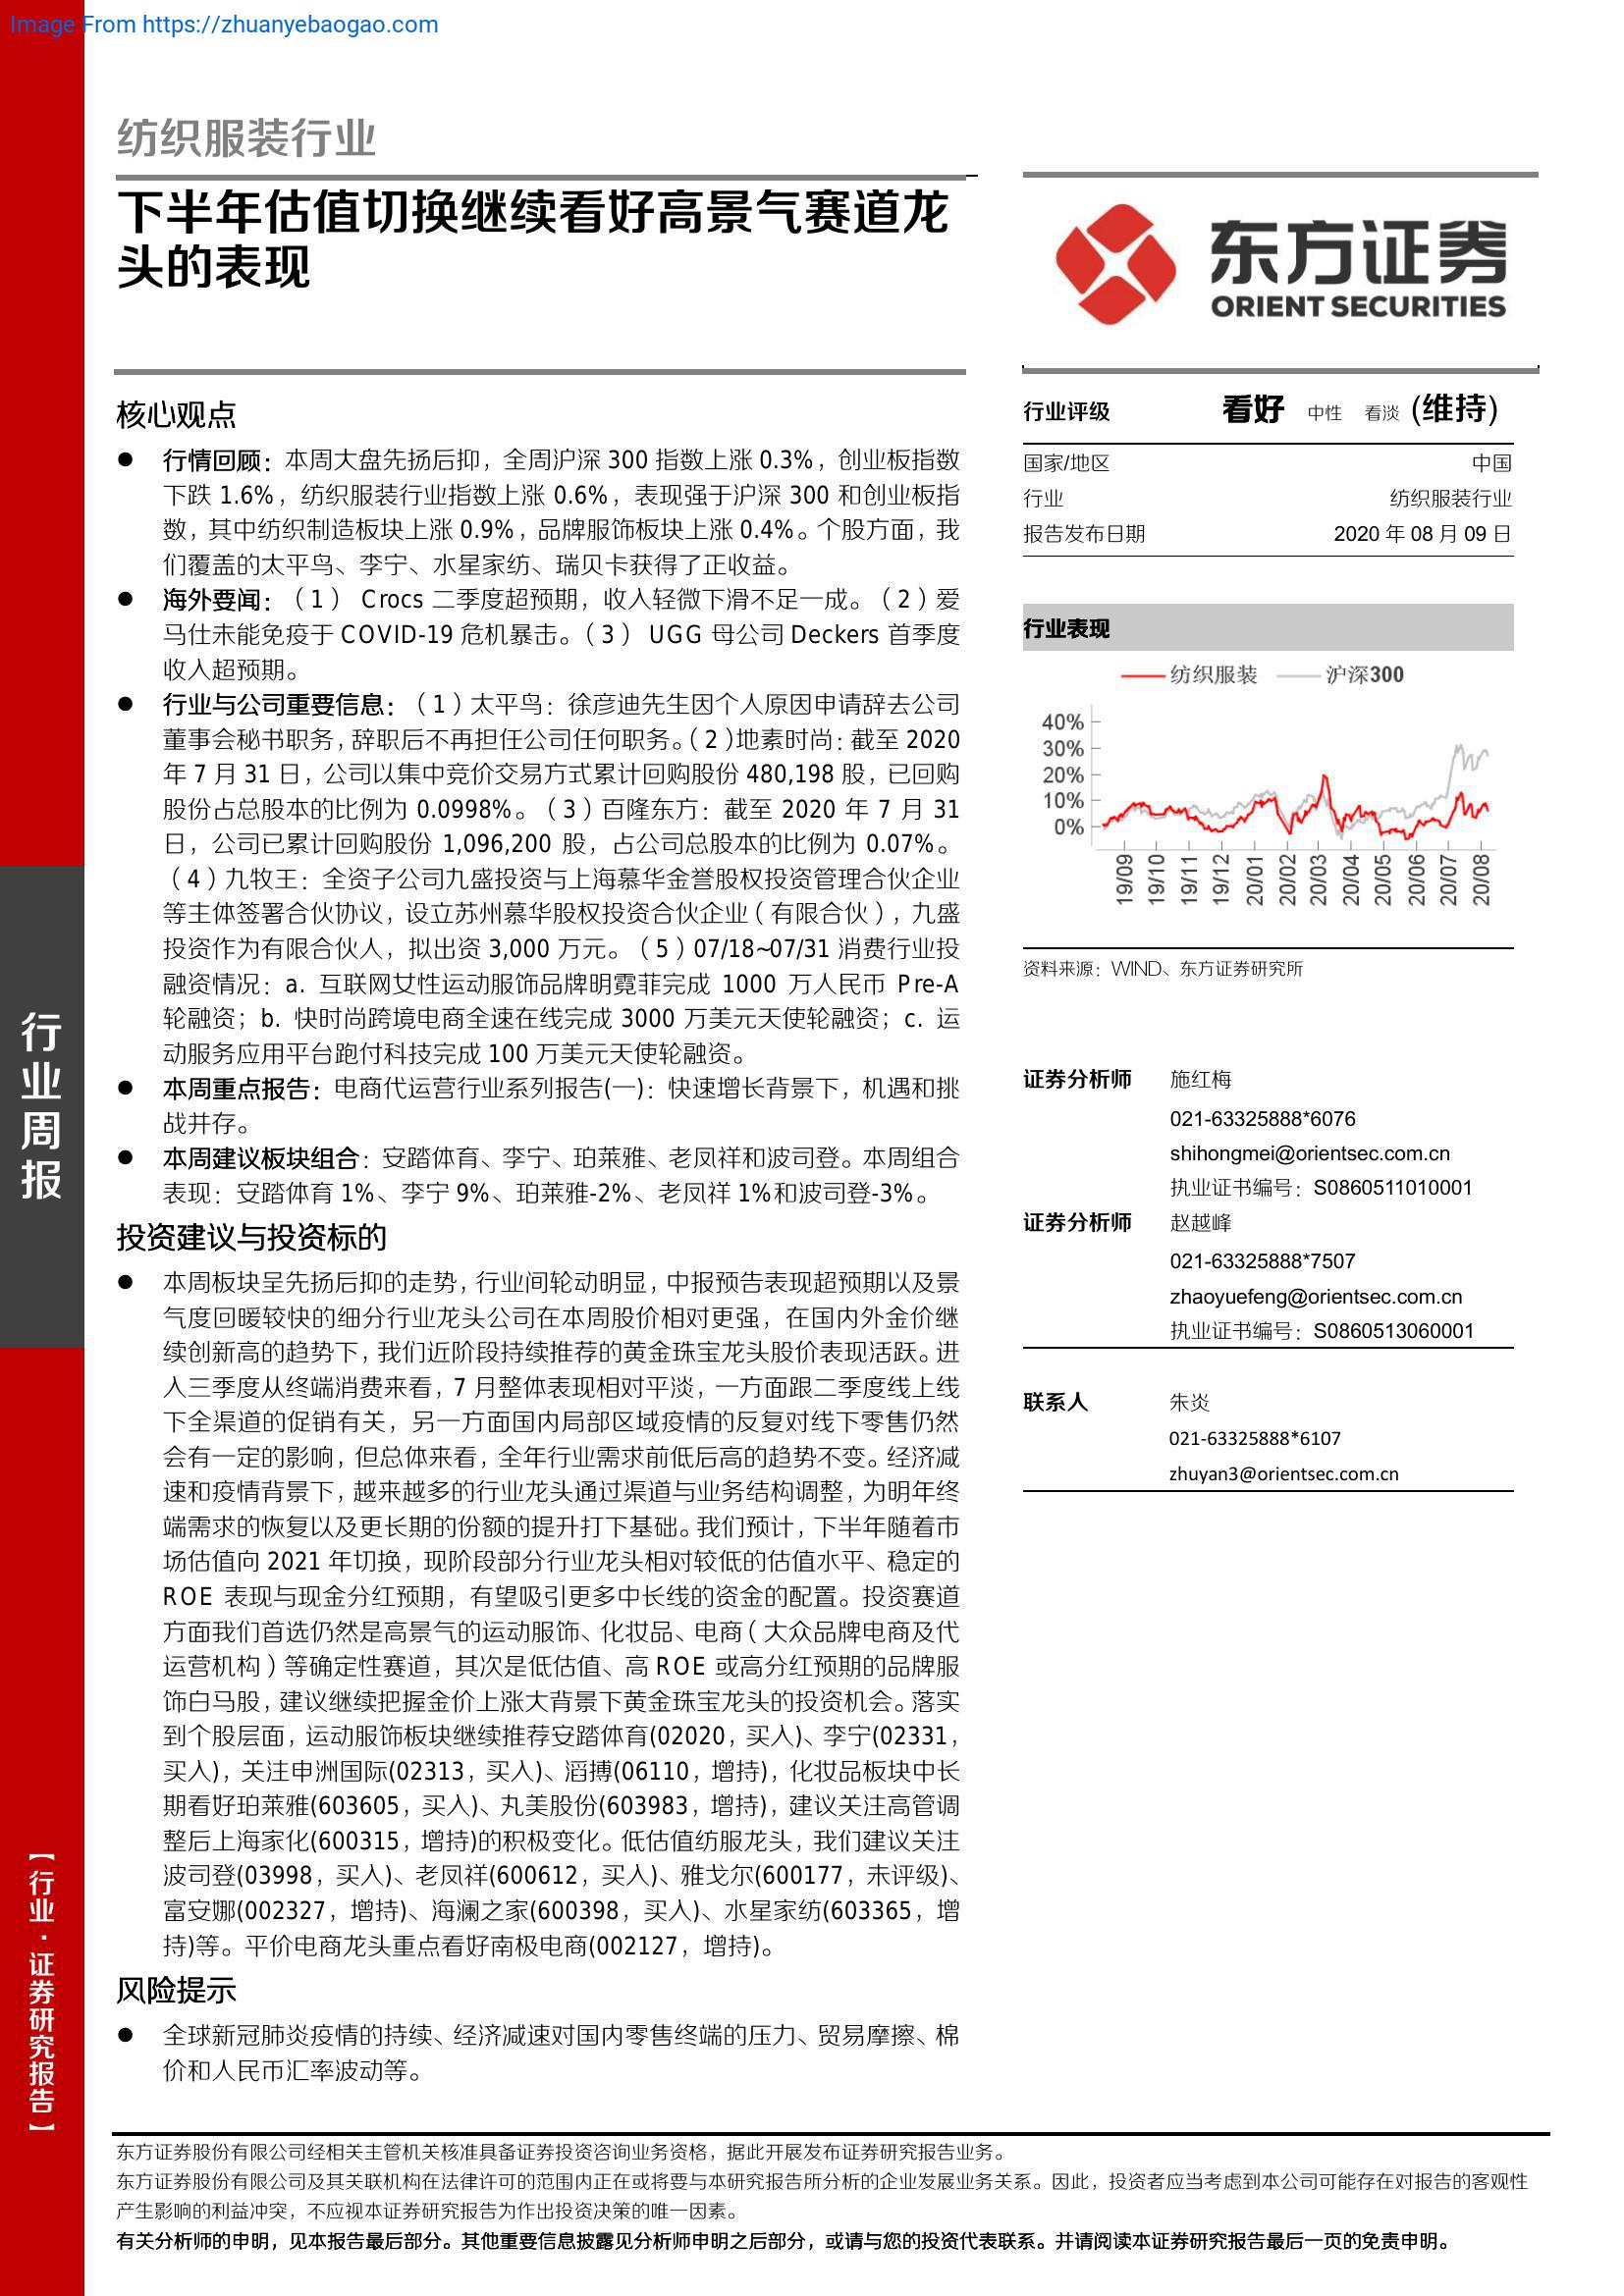 Image From https://zhuanyebaogao.com
纺织服装行业
下半年估值切换继续看好高景气赛道龙
头的表现
核心观点
● 行情回顾：本周大盘先扬后抑，全周沪深 300 指数上涨 0.3%，创业板指数
下跌 1.6%，纺织服装行业指数上涨 0.6%，表现强于沪深 300 和创业板指
数，其中纺织制造板块上涨 0.9%，品牌服饰板块上涨 0.4%。个股方面，我
们覆盖的太平鸟、李宁、水星家纺、瑞贝卡获得了正收益。
● 海外要闻：（1） Crocs 二季度超预期，收入轻微下滑不足一成。（2）爱
马仕未能免疫于 COVID-19 危机暴击。（3） UGG 母公司 Deckers 首季度
收入超预期。
● 行业与公司重要信息：（1）太平鸟：徐彦迪先生因个人原因申请辞去公司
董事会秘书职务，辞职后不再担任公司任何职务。（2）地素时尚：截至 2020
年 7 月 31 日，公司以集中竞价交易方式累计回购股份 480,198 股，已回购
股份占总股本的比例为 0.0998%。（3）百隆东方：截至 2020 年 7 月 31
日，公司已累计回购股份 1,096,200 股，占公司总股本的比例为 0.07%。
（4）九牧王：全资子公司九盛投资与上海慕华金誉股权投资管理合伙企业
等主体签署合伙协议，设立苏州慕华股权投资合伙企业（有限合伙），九盛
投资作为有限合伙人，拟出资 3,000 万元。（5）07/18~07/31 消费行业投
融资情况：a. 互联网女性运动服饰品牌明霓菲完成 1000 万人民币 Pre-A
轮融资；b. 快时尚跨境电商全速在线完成 3000 万美元天使轮融资；c. 运
动服务应用平台跑付科技完成 100 万美元天使轮融资。
● 本周重点报告：电商代运营行业系列报告(一)：快速增长背景下，机遇和挑
战并存。
● 本周建议板块组合：安踏体育、李宁、珀莱雅、老凤祥和波司登。本周组合
表现：安踏体育 1%、李宁 9%、珀莱雅-2%、老凤祥 1%和波司登-3%。
投资建议与投资标的
● 本周板块呈先扬后抑的走势，行业间轮动明显，中报预告表现超预期以及景
气度回暖较快的细分行业龙头公司在本周股价相对更强，在国内外金价继
续创新高的趋势下，我们近阶段持续推荐的黄金珠宝龙头股价表现活跃。进
入三季度从终端消费来看，7 月整体表现相对平淡，一方面跟二季度线上线
下全渠道的促销有关，另一方面国内局部区域疫情的反复对线下零售仍然
会有一定的影响，但总体来看，全年行业需求前低后高的趋势不变。经济减
速和疫情背景下，越来越多的行业龙头通过渠道与业务结构调整，为明年终
端需求的恢复以及更长期的份额的提升打下基础。我们预计，下半年随着市
场估值向 2021 年切换，现阶段部分行业龙头相对较低的估值水平、稳定的
ROE 表现与现金分红预期，有望吸引更多中长线的资金的配置。投资赛道
方面我们首选仍然是高景气的运动服饰、化妆品、电商（大众品牌电商及代
运营机构）等确定性赛道，其次是低估值、高 ROE 或高分红预期的品牌服
饰白马股，建议继续把握金价上涨大背景下黄金珠宝龙头的投资机会。落实
到个股层面，运动服饰板块继续推荐安踏体育(02020，买入)、李宁(02331，
买入)，关注申洲国际(02313，买入)、滔搏(06110，增持)，化妆品板块中长
期看好珀莱雅(603605，买入)、丸美股份(603983，增持)，建议关注高管调
整后上海家化(600315，增持)的积极变化。低估值纺服龙头，我们建议关注
波司登(03998，买入)、老凤祥(600612，买入)、雅戈尔(600177，未评级)、
富安娜(002327，增持)、海澜之家(600398，买入)、水星家纺(603365，增
持)等。平价电商龙头重点看好南极电商(002127，增持)。
风险提示
● 全球新冠肺炎疫情的持续、经济减速对国内零售终端的压力、贸易摩擦、棉
价和人民币汇率波动等。
东方证券
ORIENT SECURITIES
行业评级 看好 中性 看淡 (维持)
国家/地区 中国
行业 纺织服装行业
报告发布日期 2020 年 08 月 09 日
行业表现
纺织服装 沪深300
40%
30%
20%
10%
0%
19/09 19/10 19/11 19/12 20/01 20/02 20/03 20/04 20/05 20/06 20/07 20/08
资料来源：WIND、东方证券研究所
证券分析师 施红梅
021-63325888*6076
shihongmei@orientsec.com.cn
执业证书编号：S0860511010001
证券分析师 赵越峰
021-63325888*7507
zhaoyuefeng@orientsec.com.cn
执业证书编号：S0860513060001
联系人 朱炎
021-63325888*6107
zhuyan3@orientsec.com.cn
行业周报
【行业·证券研究报告】
东方证券股份有限公司经相关主管机关核准具备证券投资咨询业务资格，据此开展发布证券研究报告业务。
东方证券股份有限公司及其关联机构在法律许可的范围内正在或将要与本研究报告所分析的企业发展业务关系。因此，投资者应当考虑到本公司可能存在对报告的客观性
产生影响的利益冲突，不应视本证券研究报告为作出投资决策的唯一因素。
有关分析师的申明，见本报告最后部分。其他重要信息披露见分析师申明之后部分，或请与您的投资代表联系。并请阅读本证券研究报告最后一页的免责申明。